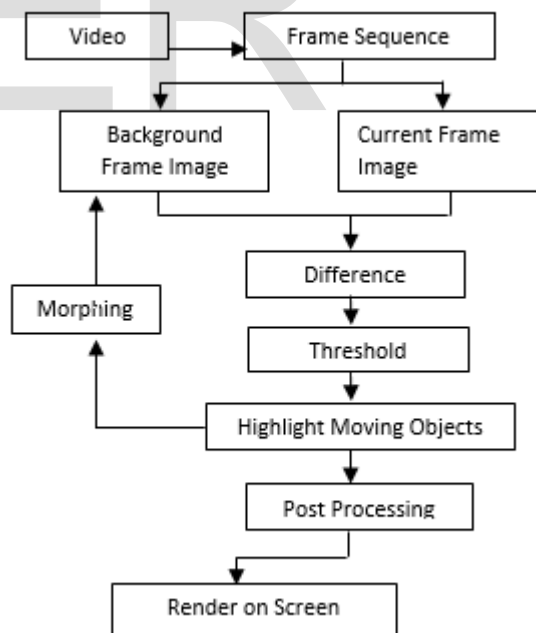 Video
Frame Sequence
Background
Frame Image
Current Frame
Image
Difference
Morphing
Threshold
Highlight Moving Objects
Post Processing
Render on Screen